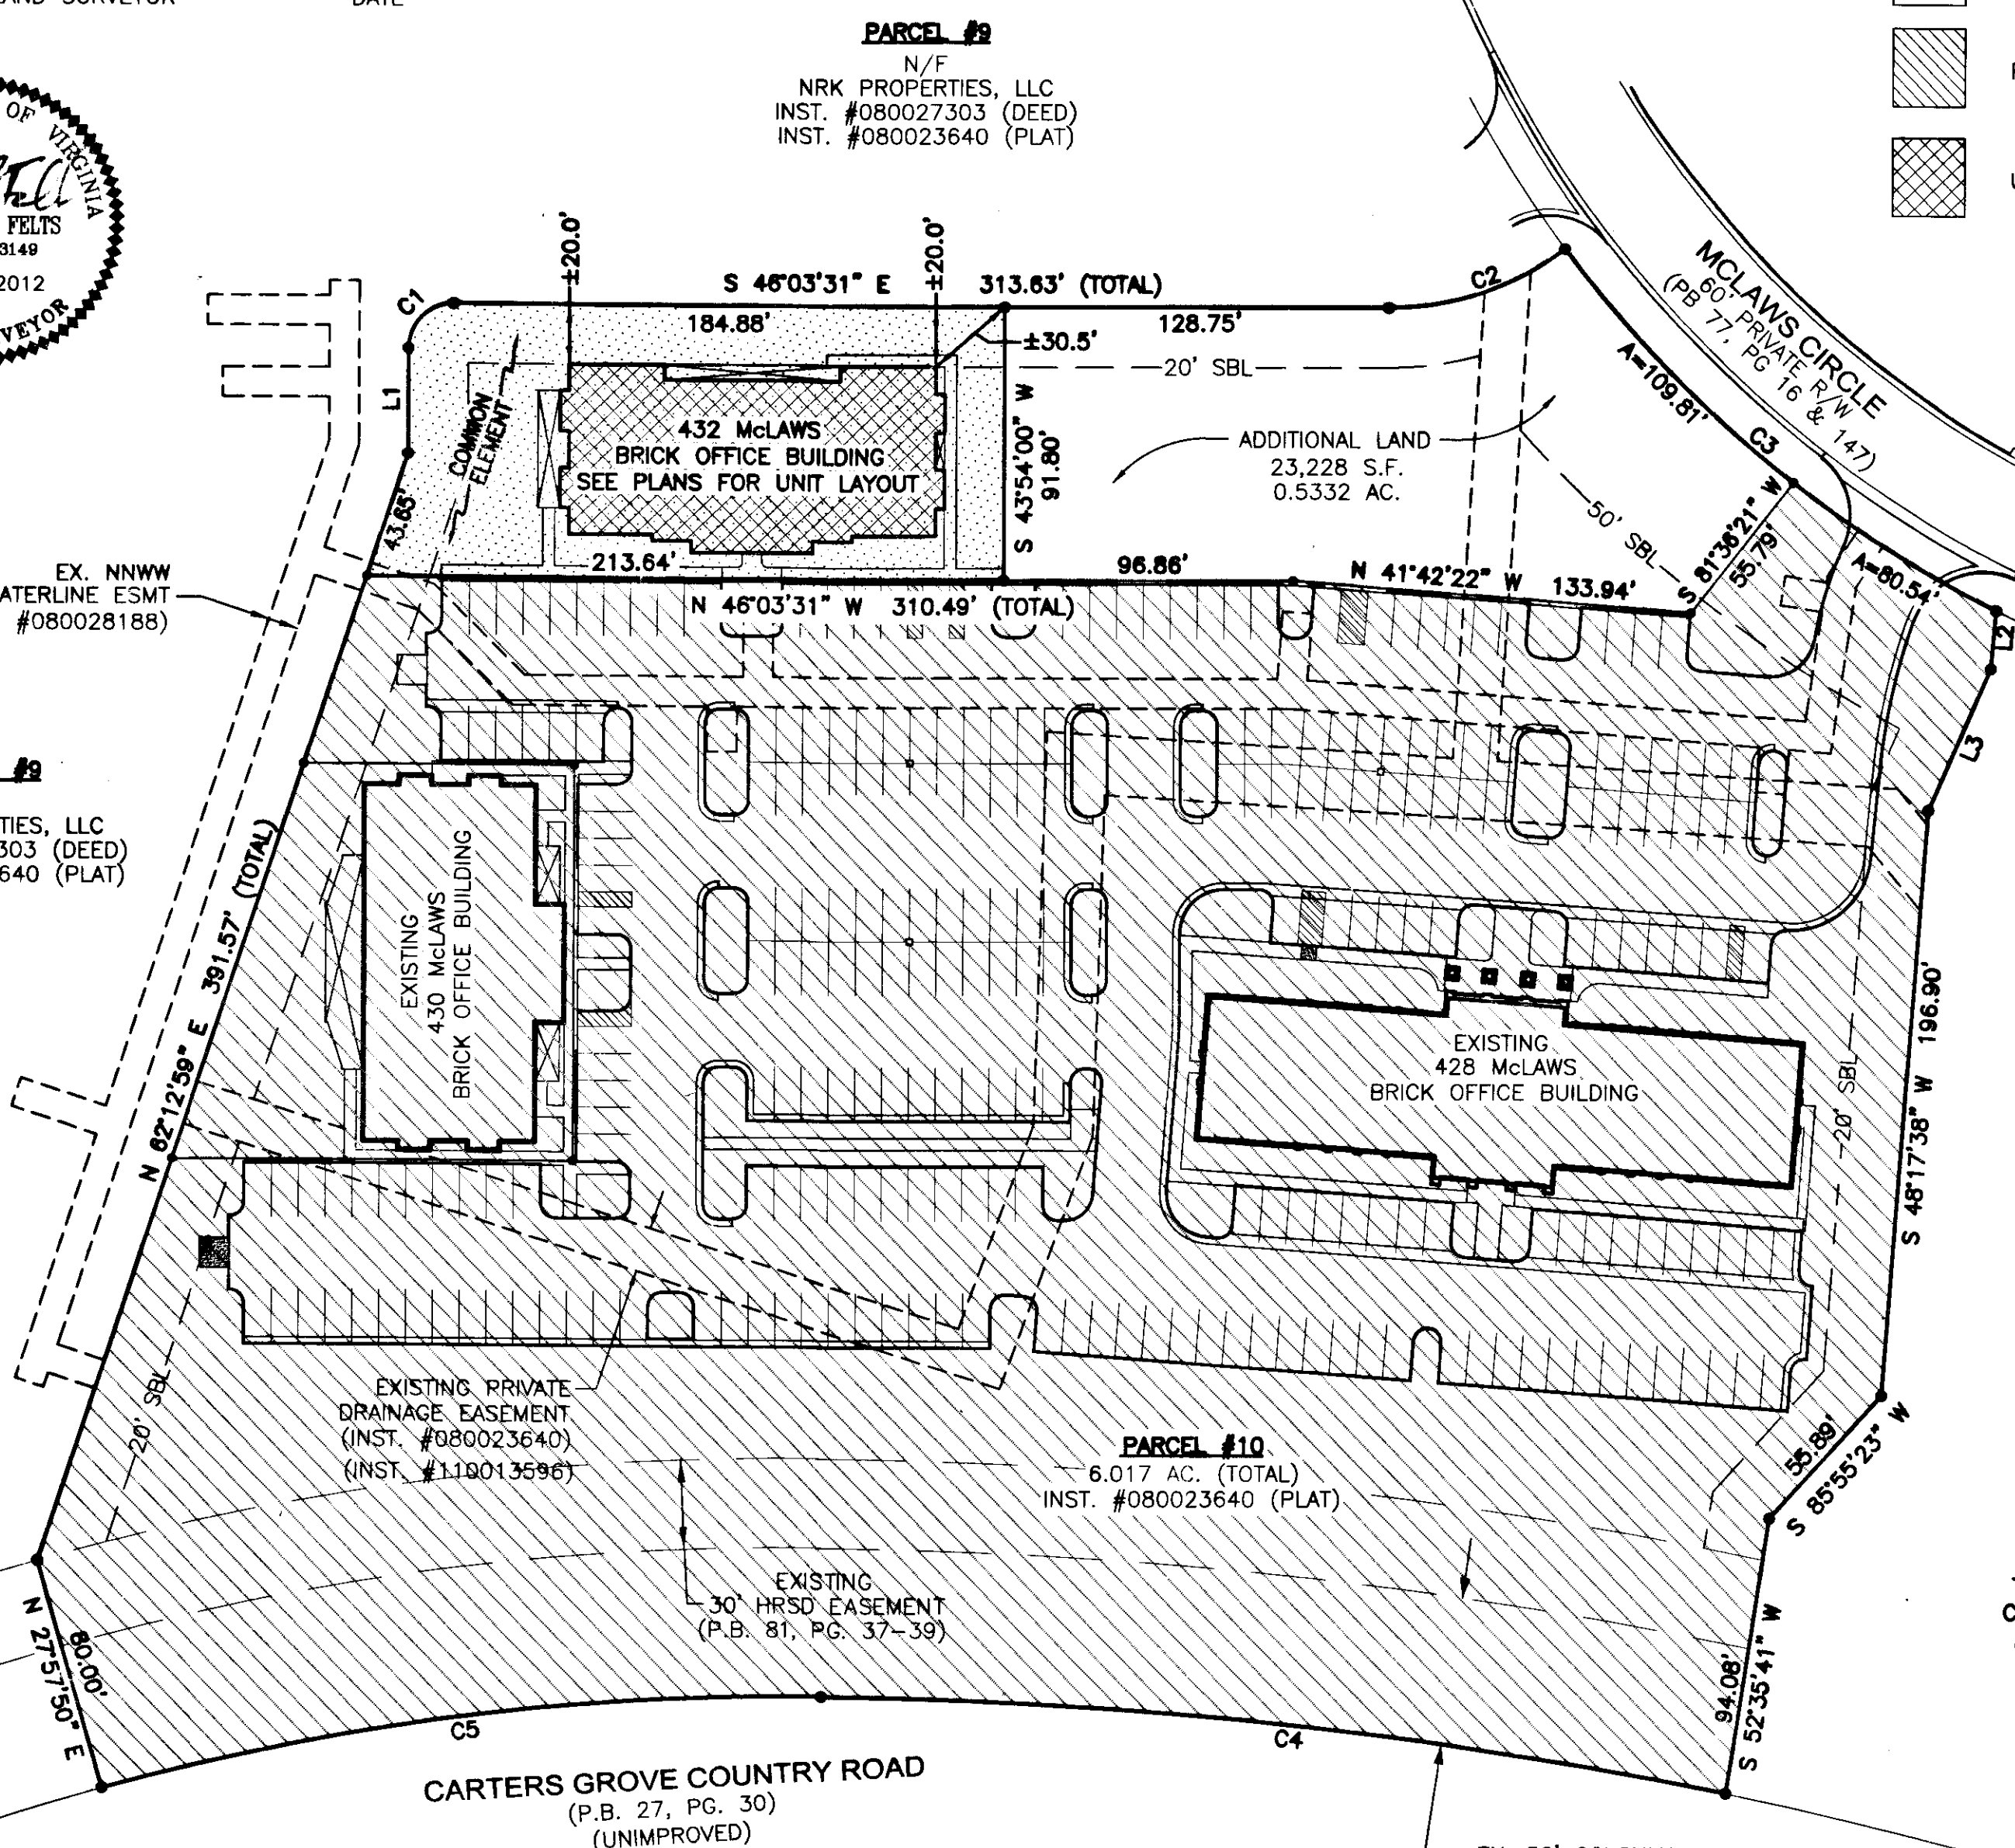 LAND SURVEYOR DATE
PARCEL #9
N/F
NRK PROPERTIES, LLC
INST. #080027303 (DEED)
INST. #080023640 (PLAT)
OF VIRGINIA
FELTS
3149
2012
VEYOR
±20.0'
±20.0'
S 46°03'31" E 313.63' (TOTAL)
C1
C2
184.88'
128.75'
±30.5'
20' SBL
L1
COMMON
ELEMENT
432 McLAWS
BRICK OFFICE BUILDING
SEE PLANS FOR UNIT LAYOUT
S 43°54'00" W
91.80'
ADDITIONAL LAND
23,228 S.F.
0.5332 AC.
MCLAWS CIRCLE
60' PRIVATE R/W
(PB 77, PG 16 & 147)
A=109.81'
C3
50' SBL
S 81°36'21" W
55.79'
A=80.54'
L2
L3
43.65'
213.64'
96.86'
N 41°42'22" W 133.94'
N 46°03'31" W 310.49' (TOTAL)
EX. NNWW
ATERLINE ESMT
#080028188)
#9
TIES, LLC
303 (DEED)
640 (PLAT)
N 62°12'59" E 391.57' (TOTAL)
EXISTING
430 McLAWS
BRICK OFFICE BUILDING
EXISTING
428 McLAWS
BRICK OFFICE BUILDING
20' SBL
S 48°17'38" W 196.90'
20' SBL
EXISTING PRIVATE
DRAINAGE EASEMENT
(INST. #080023640)
(INST. #110013596)
PARCEL #10
6.017 AC. (TOTAL)
INST. #080023640 (PLAT)
55.89'
S 85°55'23" W
EXISTING
30' HRSD EASEMENT
(P.B. 81, PG. 37-39)
N 27°57'50" E
80.00'
94.08'
S 52°35'41" W
C5
C4
CARTERS GROVE COUNTRY ROAD
(P.B. 27, PG. 30)
(UNIMPROVED)